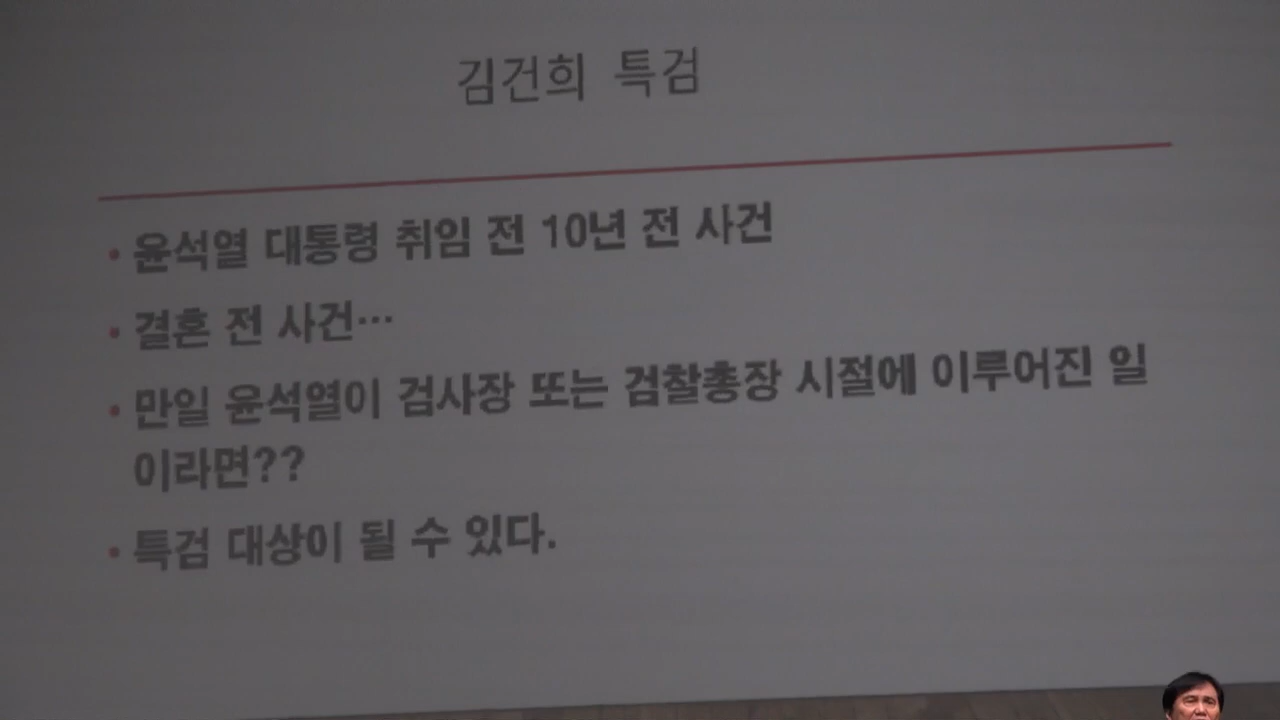 김건희 특검
• 윤석열 대통령 취임 전 10년 전 사건
• 결혼 전 사건…
• 만일 윤석열이 검사장 또는 검찰총장 시절에 이루어진 일
이라면??
• 특검 대상이 될 수 있다.